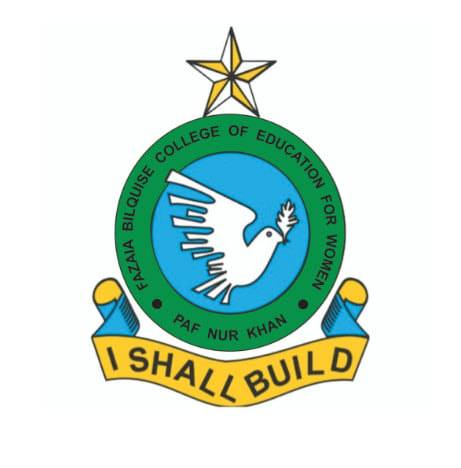 FAZAIA BILQUISE COLLEGE OF EDUCATION FOR WOMEN
PAF NUR KHAN
I SHALL BUILD